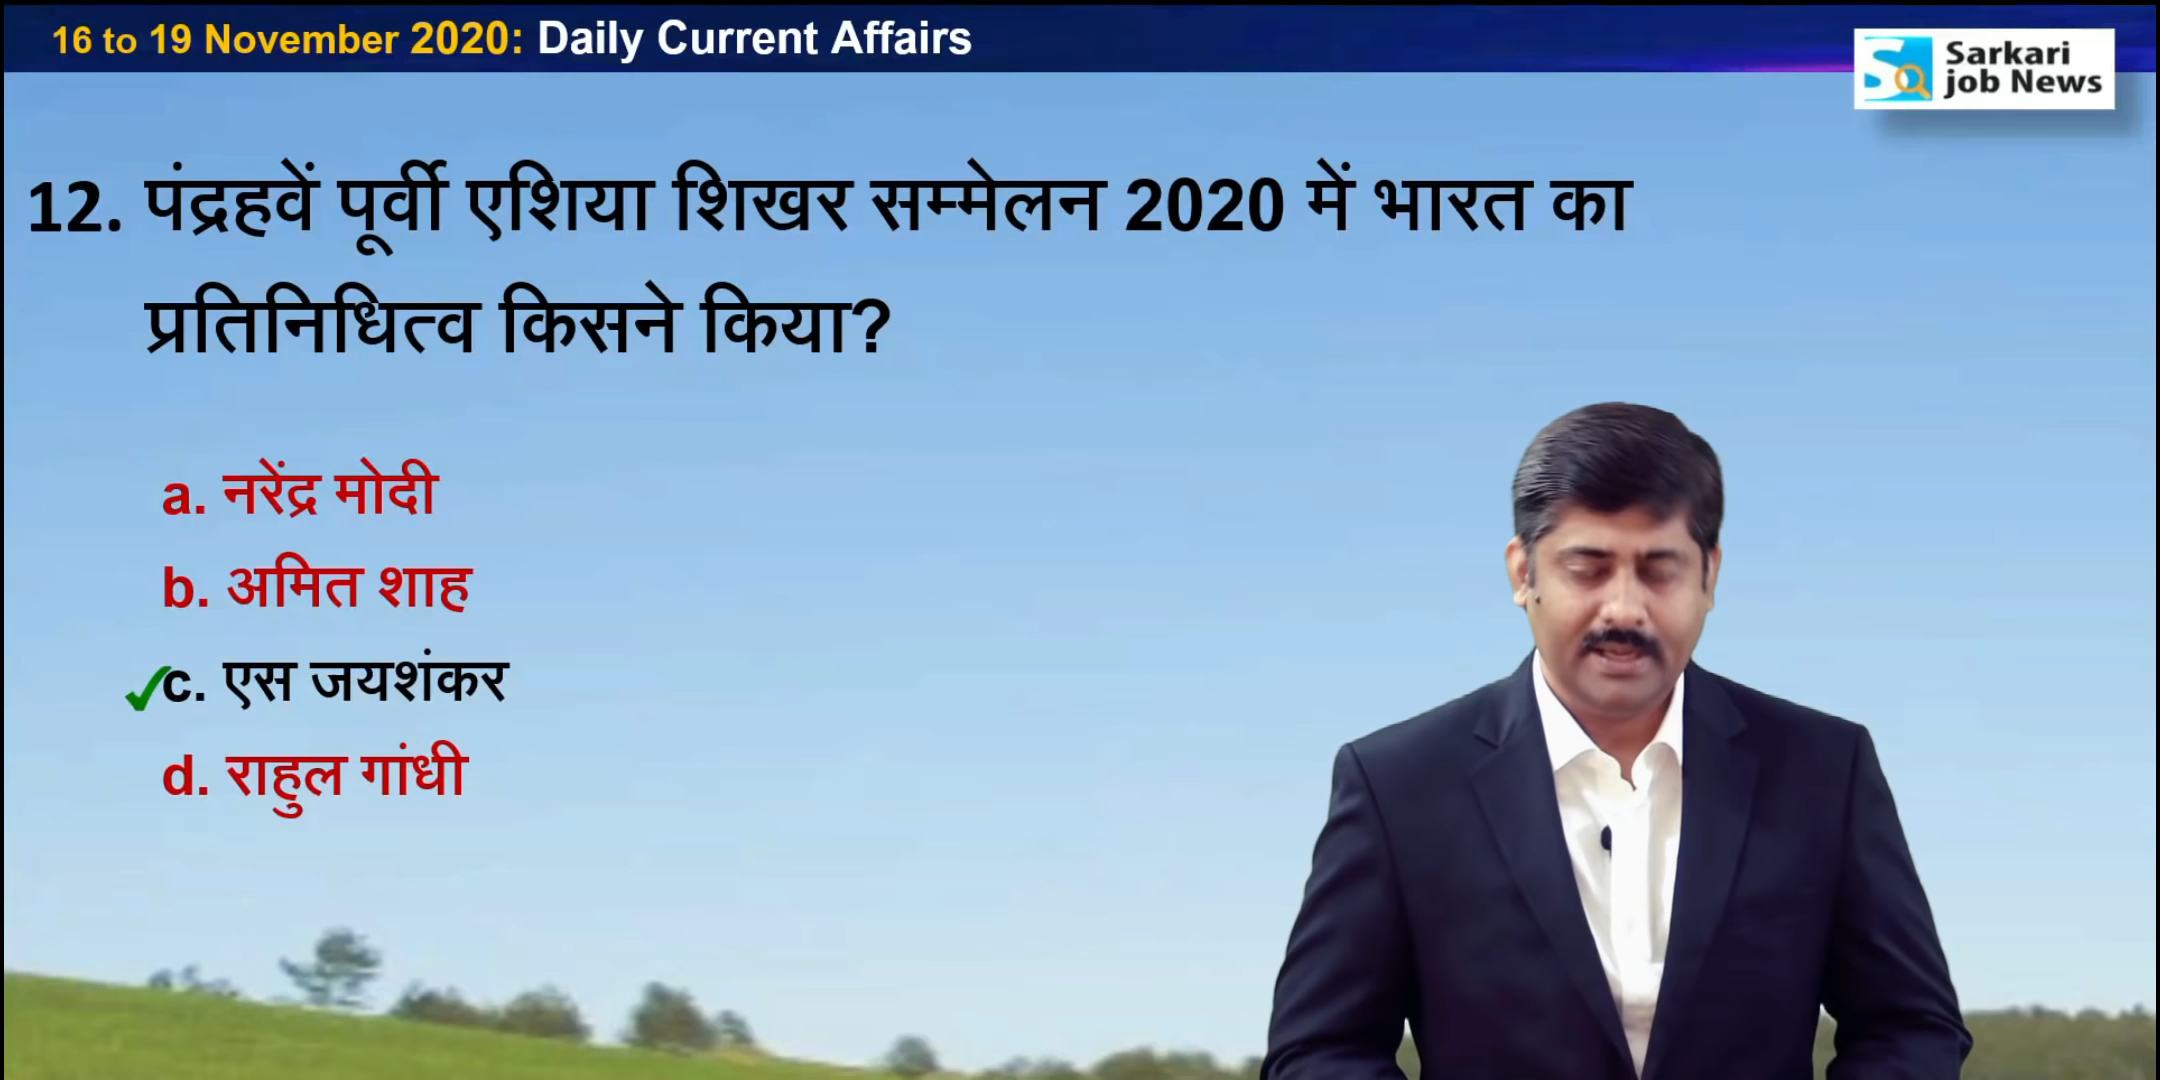 16 to 19 November 2020: Daily Current Affairs
Sarkari
job News
12. पंद्रहवें पूर्वी एशिया शिखर सम्मेलन 2020 में भारत का
प्रतिनिधित्व किसने किया?
a. नरेंद्र मोदी
b. अमित शाह
c. एस जयशंकर
d. राहुल गांधी